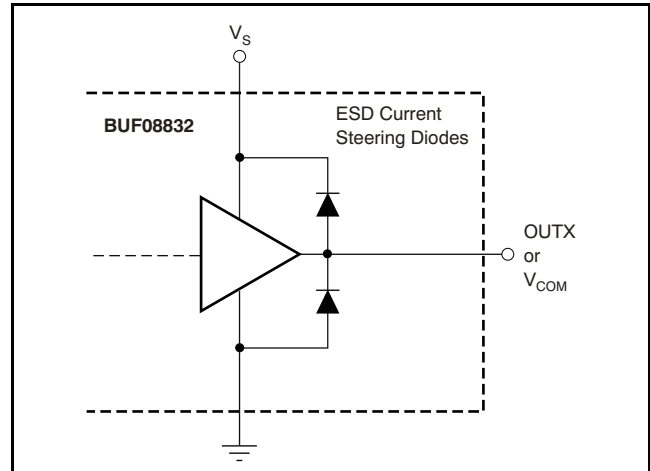 V_S
BUF08832
ESD Current
Steering Diodes
OUTX
or
V_COM